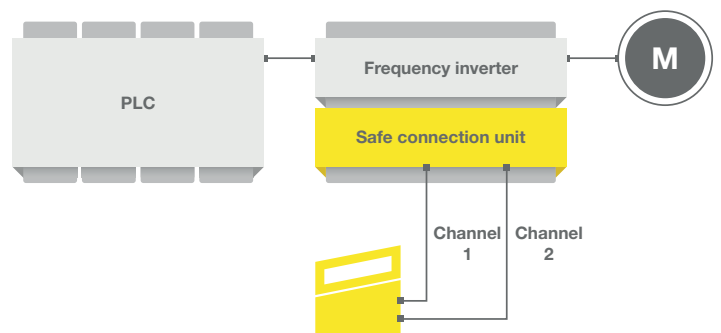 PLC
Frequency inverter
M
Safe connection unit
Channel
1
Channel
2